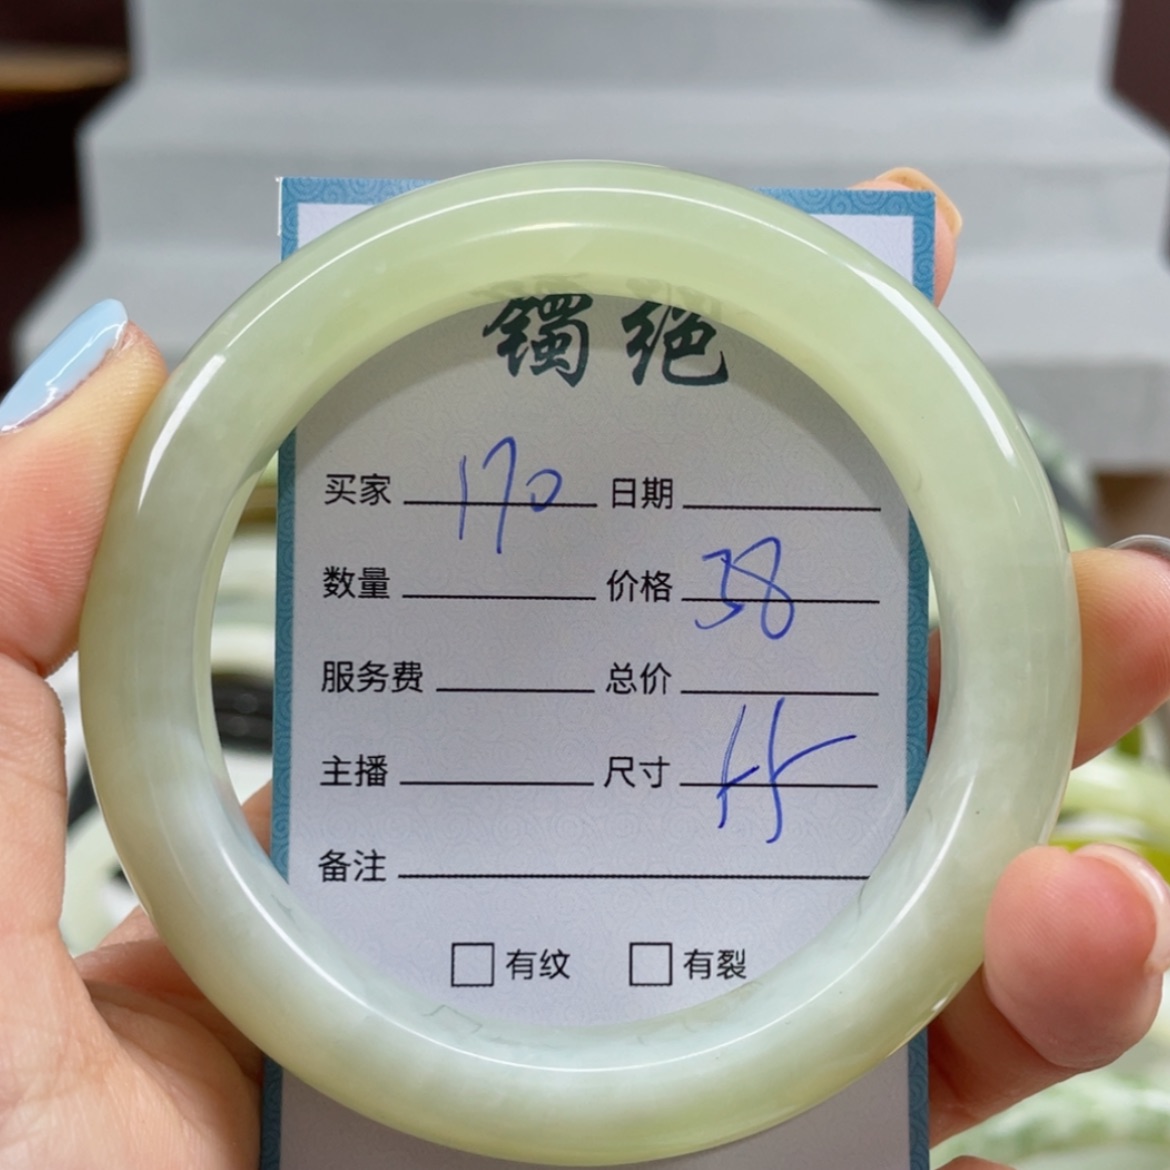 镯绝
买家 170 日期
数量 价格 38
服务费 总价
主播 尺寸
备注
有纹 有裂